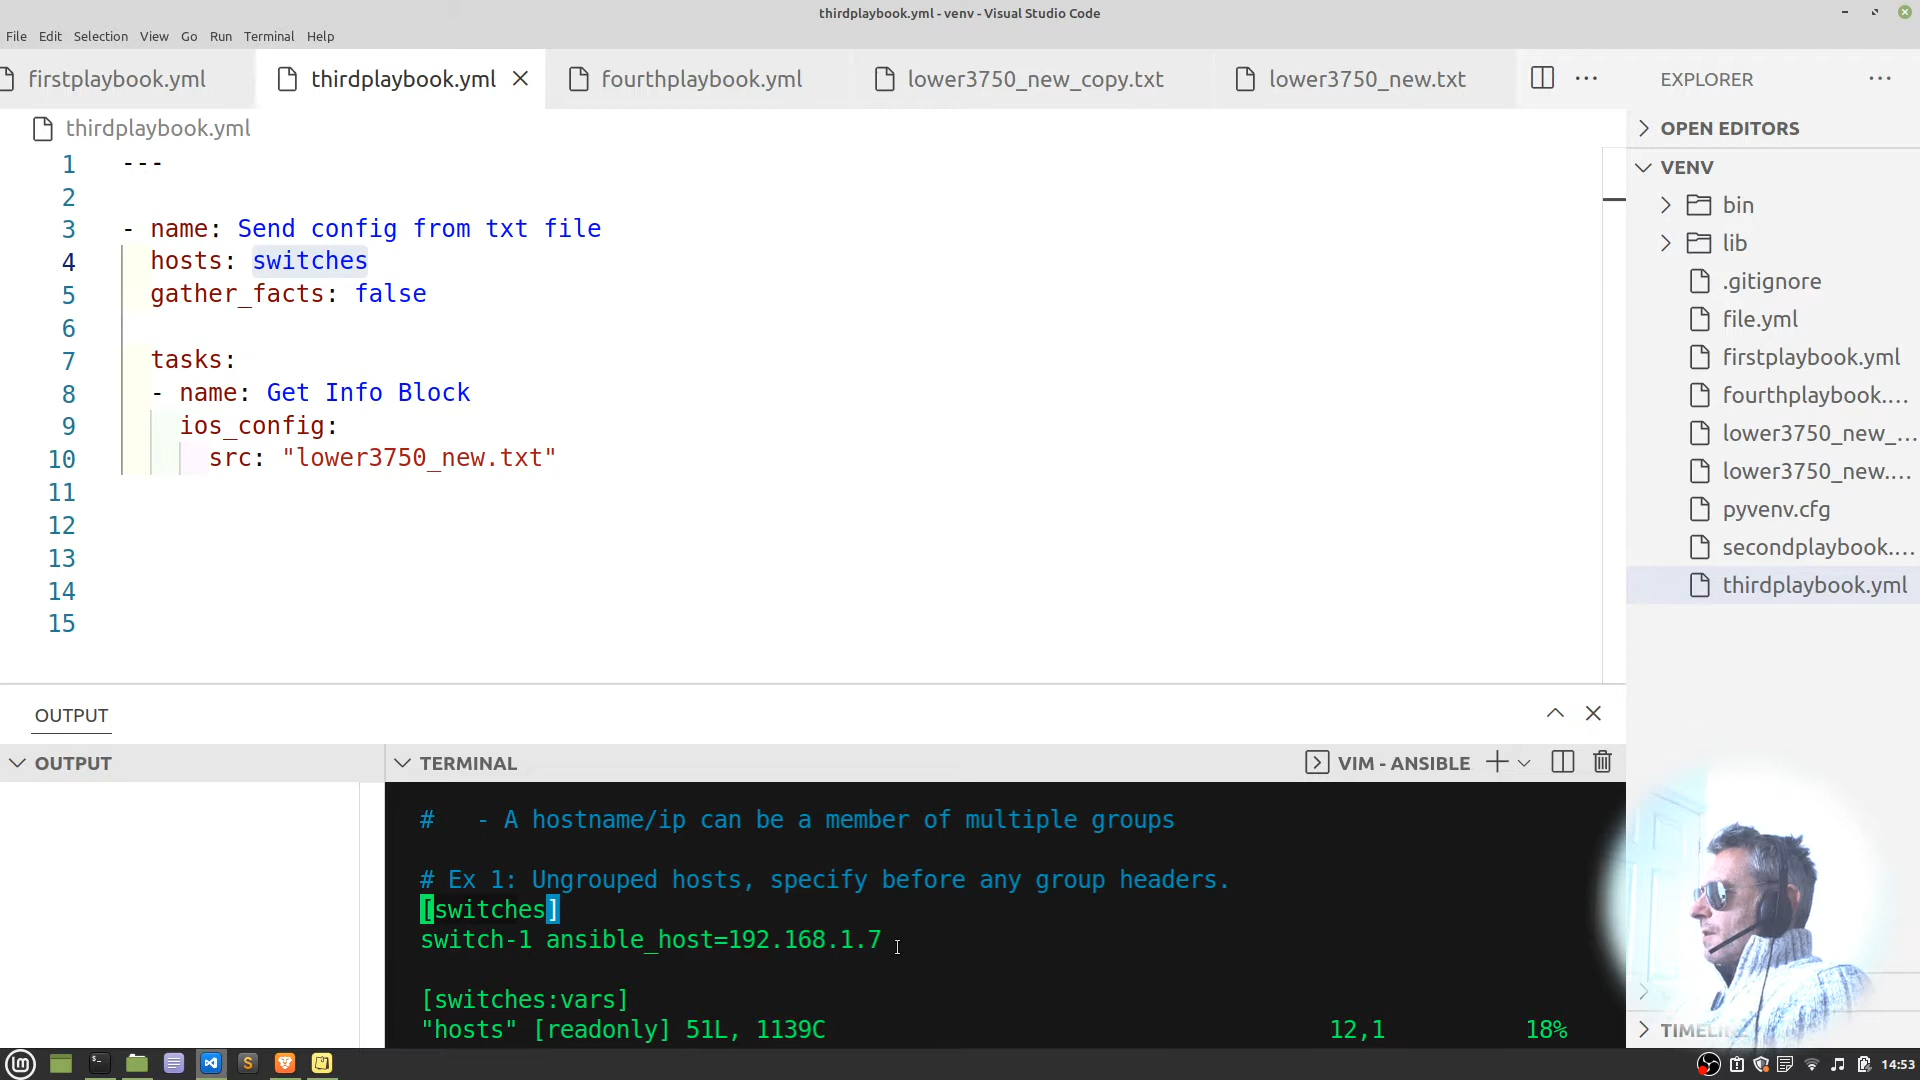 thirdplaybook.yml - venv - Visual Studio Code
File Edit Selection View Go Run Terminal Help
firstplaybook.yml thirdplaybook.yml fourthplaybook.yml lower3750_new_copy.txt lower3750_new.txt EXPLORER
thirdplaybook.yml
1 ---
2
3 - name: Send config from txt file
4 hosts: switches
5 gather_facts: false
6
7 tasks:
8 - name: Get Info Block
9 ios_config:
10 src: "lower3750_new.txt"
11
12
13
14
15
OPEN EDITORS
VENV
bin
lib
.gitignore
file.yml
firstplaybook.yml
fourthplaybook....
lower3750_new_...
lower3750_new....
pyvenv.cfg
secondplaybook....
thirdplaybook.yml
OUTPUT
OUTPUT
TERMINAL VIM - ANSIBLE
# - A hostname/ip can be a member of multiple groups
# Ex 1: Ungrouped hosts, specify before any group headers.
[switches]
switch-1 ansible_host=192.168.1.7
[switches:vars]
"hosts" [readonly] 51L, 1139C 12,1 18%
14:53